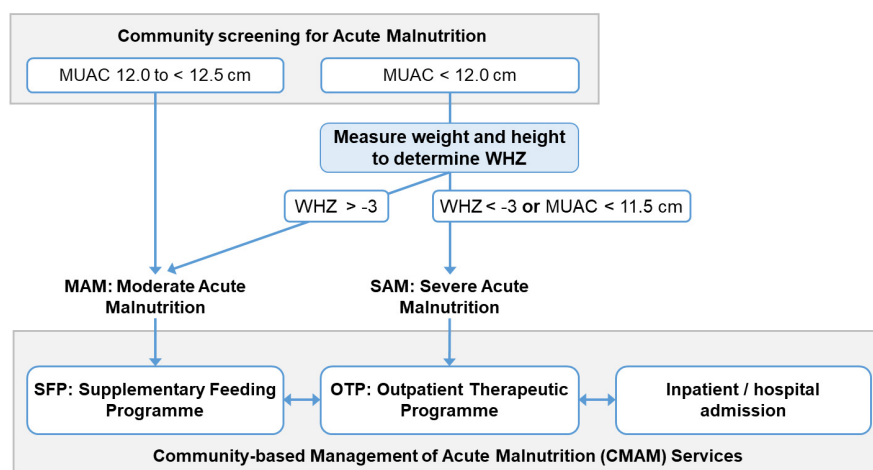 Community screening for Acute Malnutrition
MUAC 12.0 to < 12.5 cm
MUAC < 12.0 cm
Measure weight and height
to determine WHZ
WHZ > -3
WHZ < -3 or MUAC < 11.5 cm
MAM: Moderate Acute
Malnutrition
SAM: Severe Acute
Malnutrition
SFP: Supplementary Feeding
Programme
OTP: Outpatient Therapeutic
Programme
Inpatient / hospital
admission
Community-based Management of Acute Malnutrition (CMAM) Services